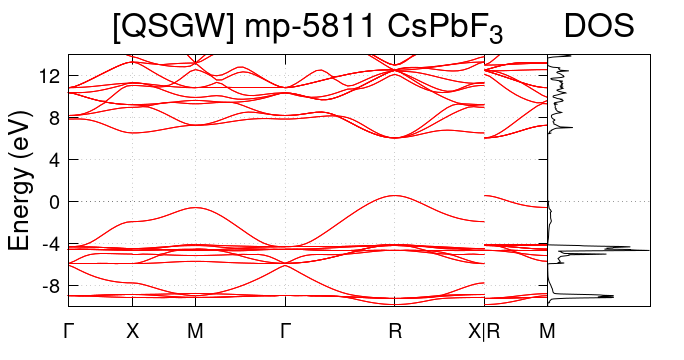 [QSGW] mp-5811 CsPbF₃ DOS
Energy (eV)
12
8
4
0
-4
-8
Γ X M Γ R X|R M